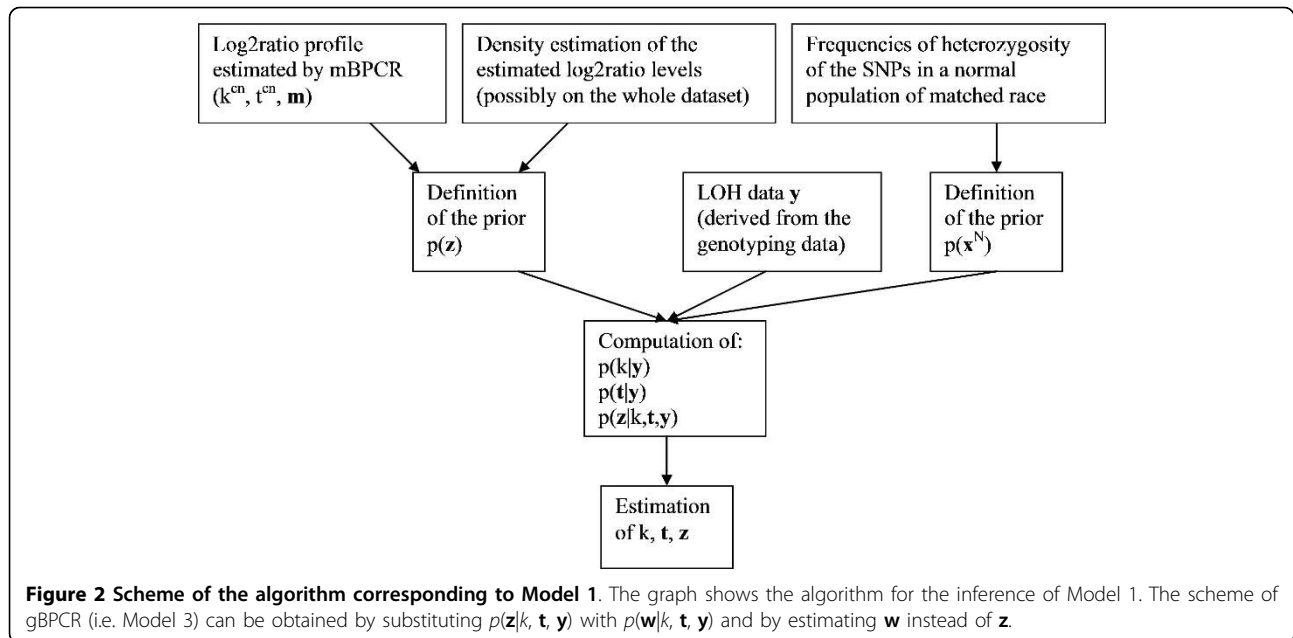 Log2ratio profile
estimated by mBPCR
(k^cn, t^cn, m)
Density estimation of the
estimated log2ratio levels
(possibly on the whole dataset)
Frequencies of heterozygosity
of the SNPs in a normal
population of matched race
Definition
of the prior
p(z)
LOH data y
(derived from the
genotyping data)
Definition
of the prior
p(x^N)
Computation of:
p(k|y)
p(t|y)
p(z|k,t,y)
Estimation
of k, t, z
Figure 2 Scheme of the algorithm corresponding to Model 1. The graph shows the algorithm for the inference of Model 1. The scheme of
gBPCR (i.e. Model 3) can be obtained by substituting p(z|k, t, y) with p(w|k, t, y) and by estimating w instead of z.